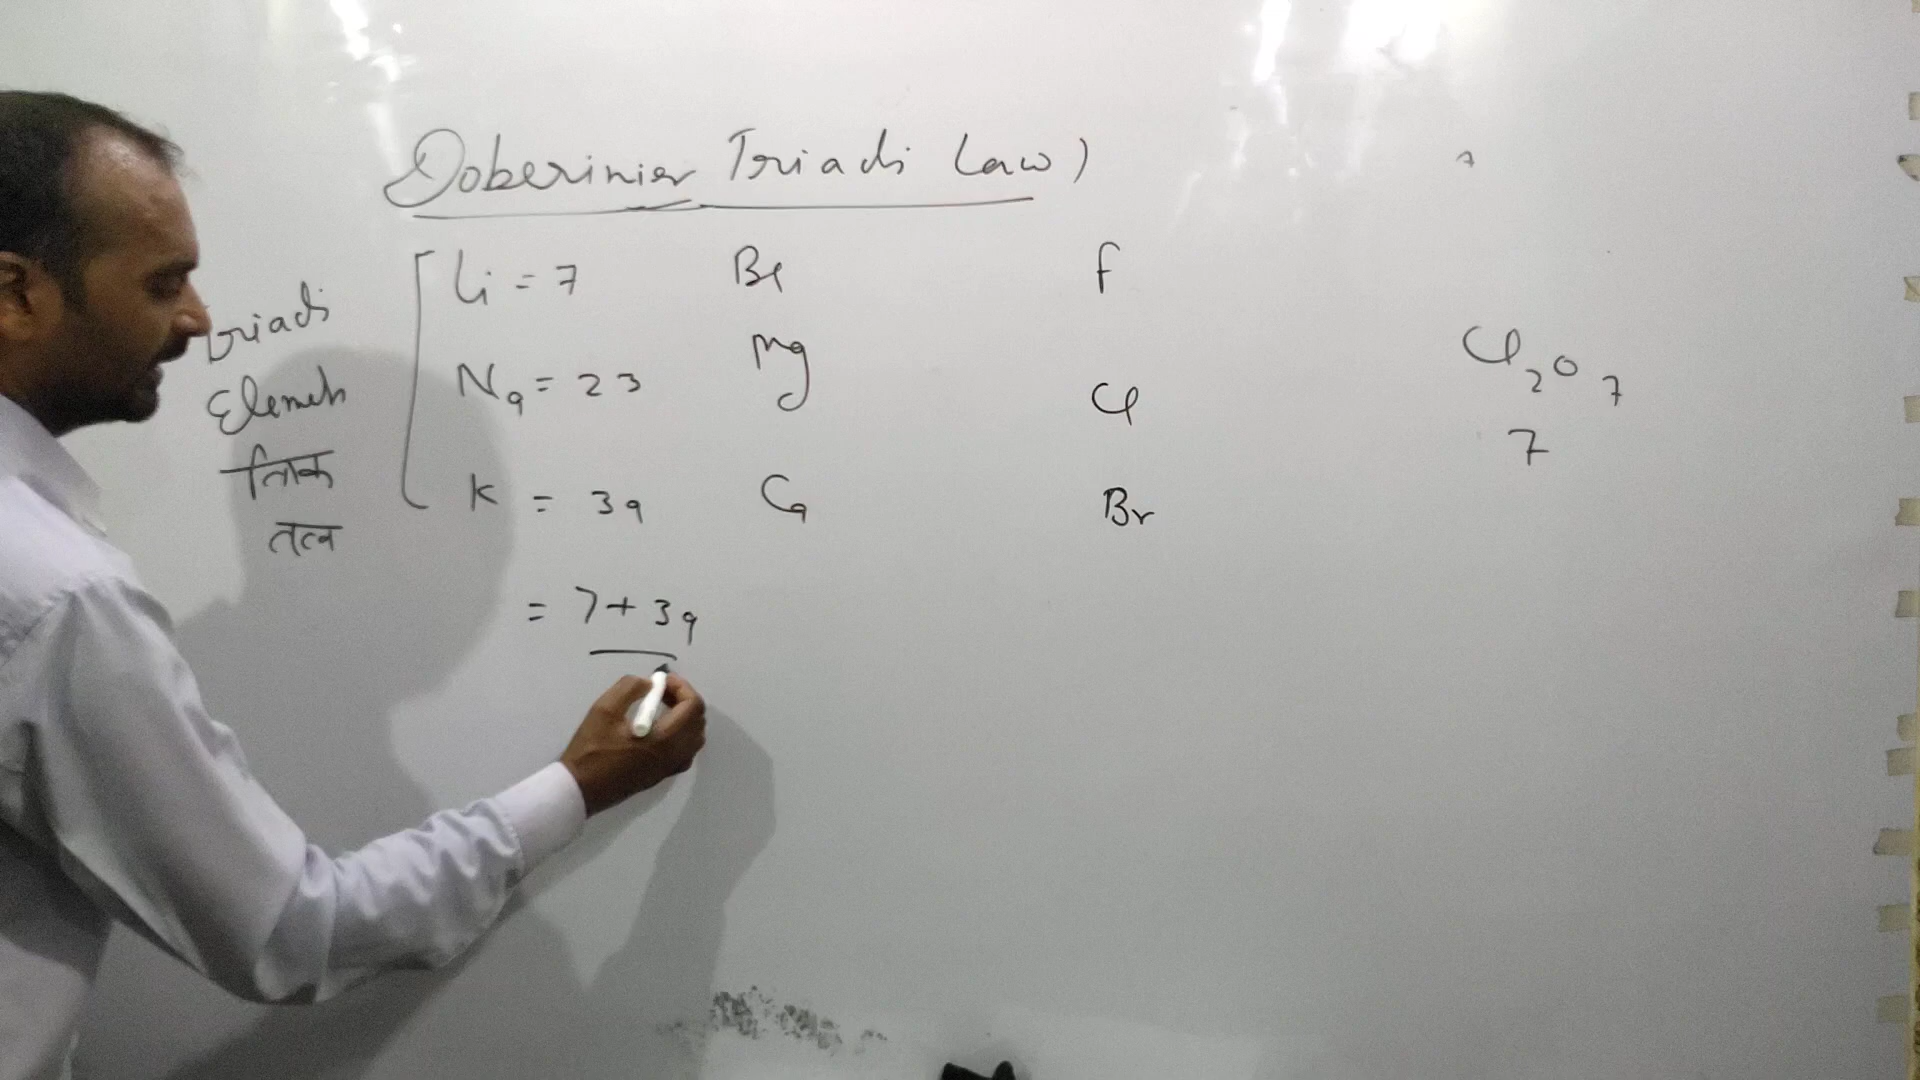 Doberinier Triads Law)
Li = 7 Be F
Triads
Elements
त्रिक
तत्व
Na = 23 Mg Cl
K = 39 Ca Br
= 7+39
Cl2O7
7